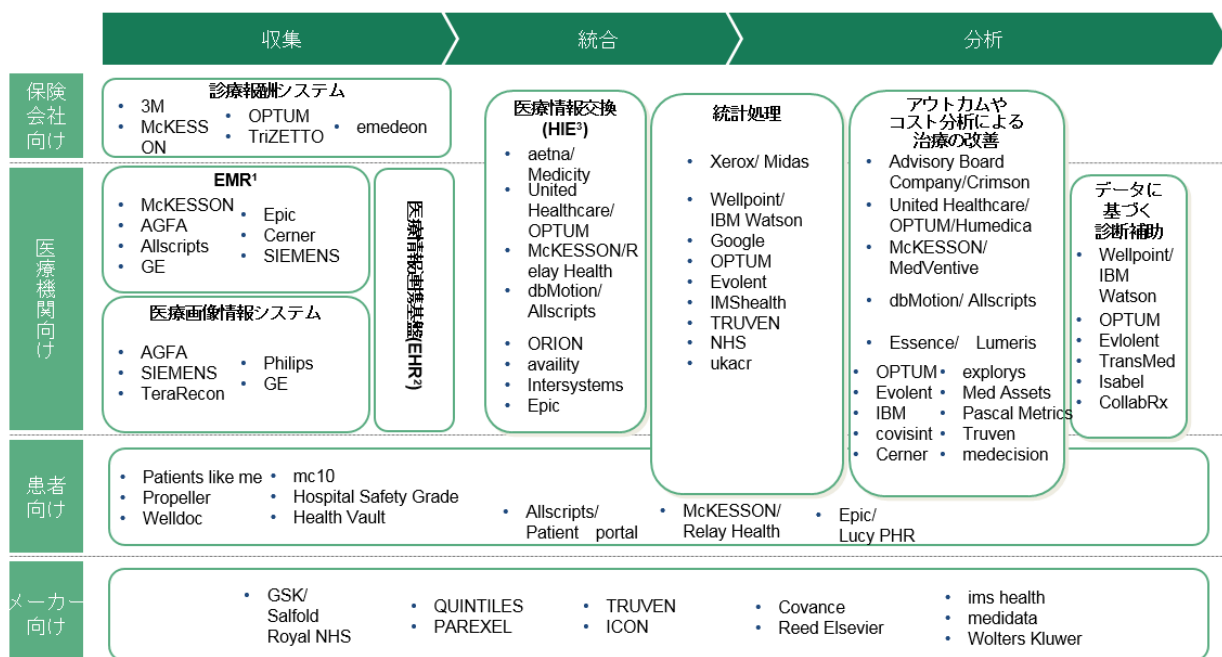 収集
統合
分析
保険
会社
向け
診療報酬システム
3M
McKESS
ON
OPTUM
TriZETTO
emedeon
医療機関向け
EMR¹
McKESSON
AGFA
Allscripts
GE
Epic
Cerner
SIEMENS
医療画像情報システム
AGFA
SIEMENS
TeraRecon
Philips
GE
医療情報連携基盤(EHR²)
医療情報交換
(HIE³)
aetna/
Medicity
United
Healthcare/
OPTUM
McKESSON/R
elay Health
dbMotion/
Allscripts
ORION
availity
Intersystems
Epic
統計処理
Xerox/ Midas
Wellpoint/
IBM Watson
Google
OPTUM
Evolent
IMShealth
TRUVEN
NHS
ukacr
アウトカムや
コスト分析による
治療の改善
Advisory Board
Company/Crimson
United Healthcare/
OPTUM/Humedica
McKESSON/
MedVentive
dbMotion/ Allscripts
Essence/ Lumeris
OPTUM
Evolent
IBM
covisint
Cerner
explorys
Med Assets
Pascal Metrics
Truven
medecision
データに
基づく
診断補助
Wellpoint/
IBM
Watson
OPTUM
Evlolent
TransMed
Isabel
CollabRx
患者
向け
Patients like me
Propeller
Welldoc
mc10
Hospital Safety Grade
Health Vault
Allscripts/
Patient portal
McKESSON/
Relay Health
Epic/
Lucy PHR
メーカー
向け
GSK/
Salfold
Royal NHS
QUINTILES
PAREXEL
TRUVEN
ICON
Covance
Reed Elsevier
ims health
medidata
Wolters Kluwer